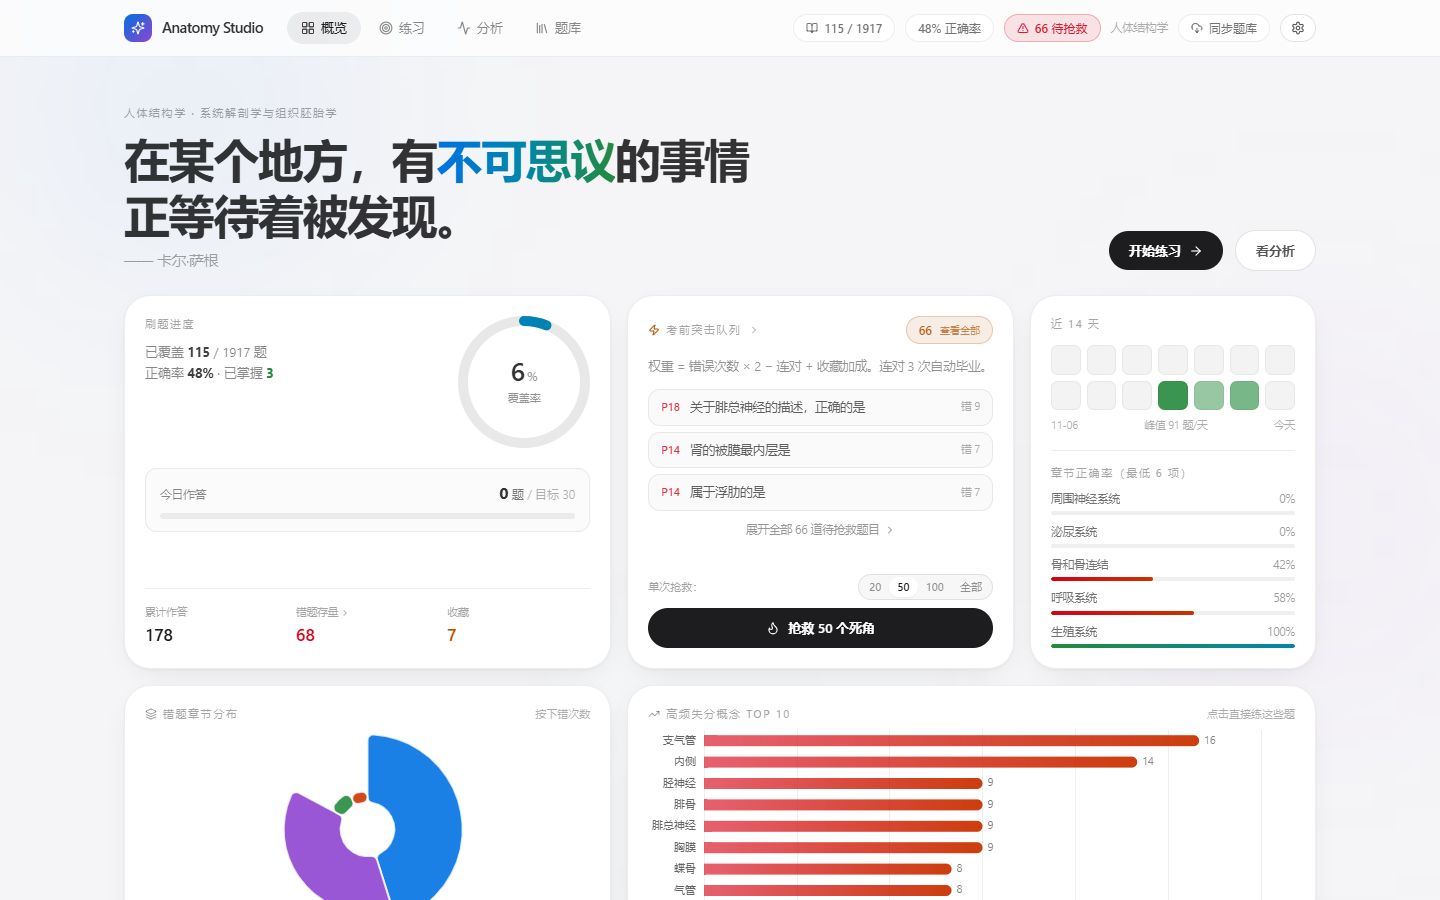 Anatomy Studio
概览
练习
分析
题库
115 / 1917
48% 正确率
66 待抢救
人体结构学
同步题库
人体结构学 · 系统解剖学与组织胚胎学
在某个地方，有不可思议的事情
正等待着被发现。
—— 卡尔·萨根
开始练习
看分析
刷题进度
已覆盖 115 / 1917 题
正确率 48% · 已掌握 3
6%
覆盖率
今日作答
0 题 / 目标 30
累计作答
错题存量
收藏
178
68
7
考前突击队列
66 查看全部
权重 = 错误次数 × 2 − 连对 + 收藏加成。连对 3 次自动毕业。
P18 关于腓总神经的描述，正确的是 错 9
P14 肾的被膜最内层是 错 7
P14 属于浮肋的是 错 7
展开全部 66 道待抢救题目
单次抢救：
20 50 100 全部
抢救 50 个死角
近 14 天
11-06 峰值 91 题/天 今天
章节正确率（最低 6 项）
周围神经系统 0%
泌尿系统 0%
骨和骨连结 42%
呼吸系统 58%
生殖系统 100%
错题章节分布
按下错次数
高频失分概念 TOP 10
点击直接练这些题
支气管 16
内侧 14
胫神经 9
腓骨 9
腓总神经 9
胸膜 9
蝶骨 8
气管 8